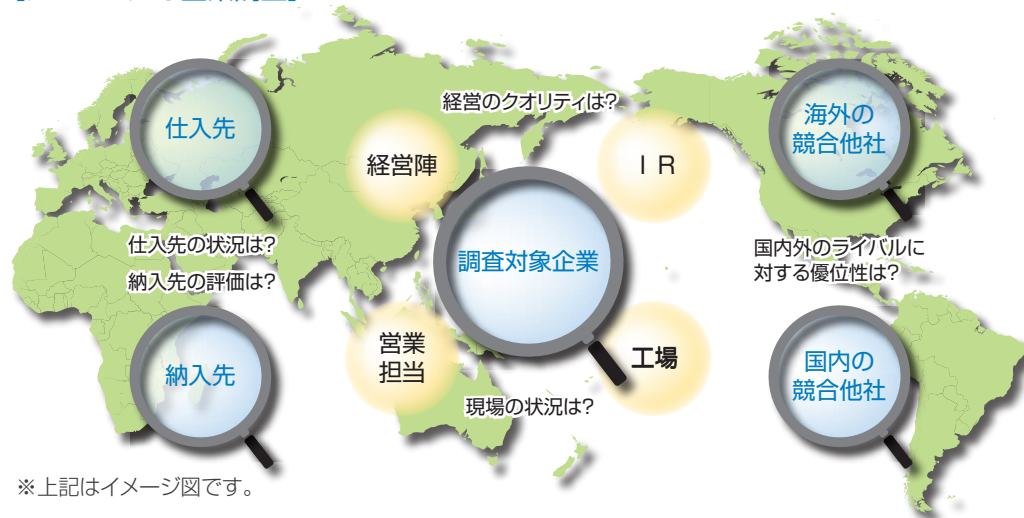 経営のクオリティは?
仕入先
経営陣
ＩＲ
海外の
競合他社
仕入先の状況は?
納入先の評価は?
調査対象企業
国内外のライバルに
対する優位性は?
納入先
営業
担当
工場
国内の
競合他社
現場の状況は?
※上記はイメージ図です。